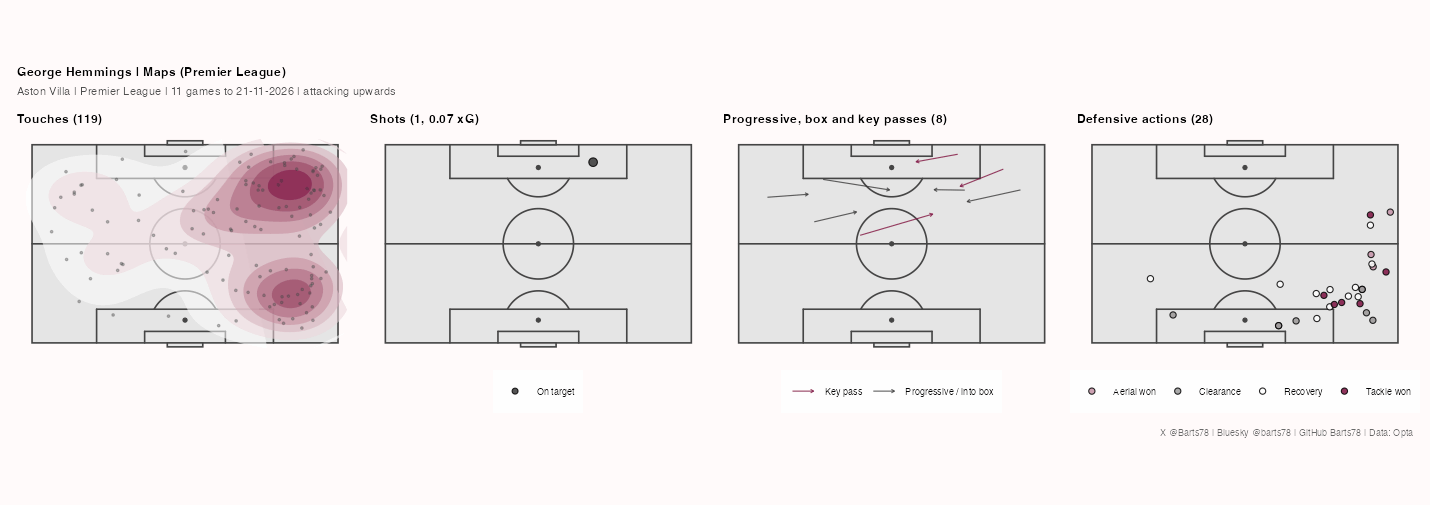 George Hemmings | Maps (Premier League)
Aston Villa | Premier League | 11 games to 21-11-2026 | attacking upwards
Touches (119)
Shots (1, 0.07 xG)
Progressive, box and key passes (8)
Defensive actions (28)
On target
Key pass
Progressive / into box
Aerial won
Clearance
Recovery
Tackle won
X @Barts78 | Bluesky @barts78 | GitHub Barts78 | Data: Opta